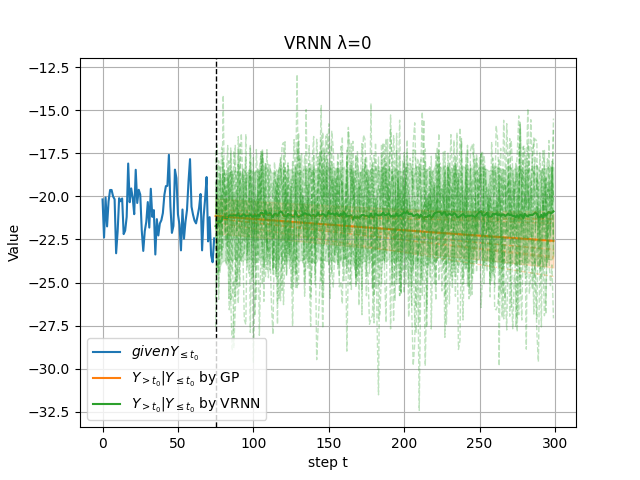 VRNN λ=0
Value
−12.5
−15.0
−17.5
−20.0
−22.5
−25.0
−27.5
−30.0
−32.5
givenY≤t₀
Y>t₀|Y≤t₀ by GP
Y>t₀|Y≤t₀ by VRNN
0 50 100 150 200 250 300
step t